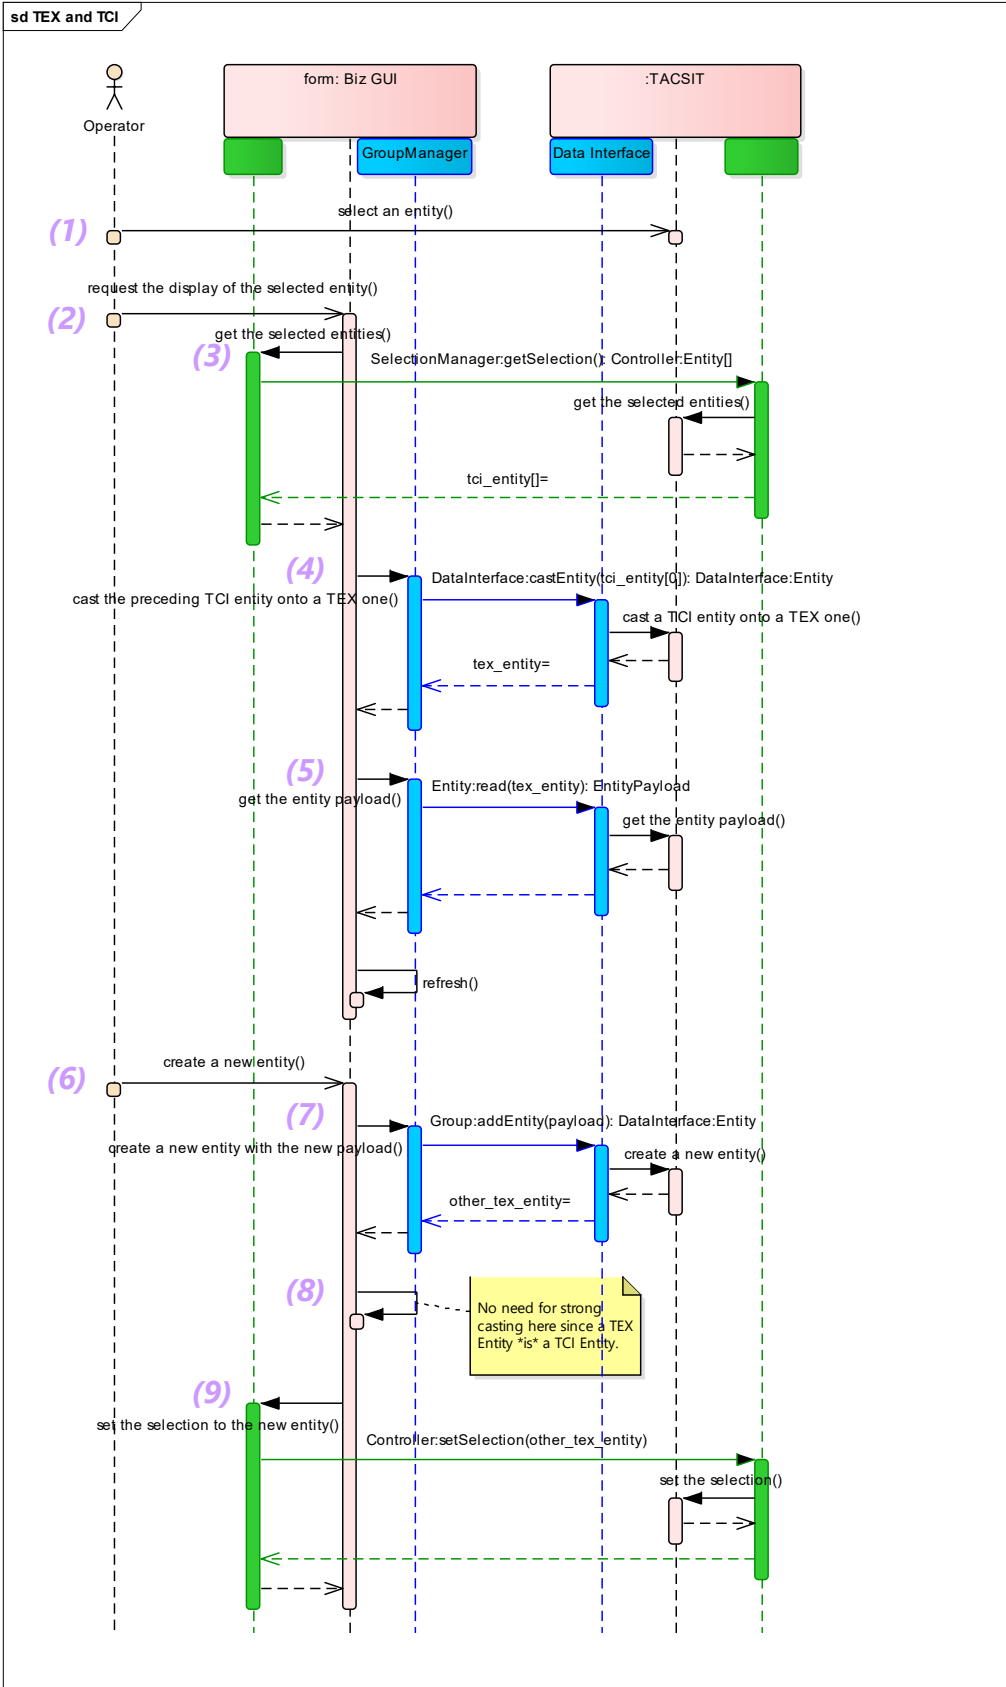 sd TEX and TCI
form: Biz GUI
:TACSIT
Operator
GroupManager
Data Interface
select an entity()
(1)
request the display of the selected entity()
(2)
get the selected entities()
(3)
SelectionManager:getSelection(): Controller:Entity[]
get the selected entities()
tci_entity[]=
(4)
DataInterface:castEntity(tci_entity[0]): DataInterface:Entity
cast the preceding TCI entity onto a TEX one()
cast a TCI entity onto a TEX one()
tex_entity=
(5)
Entity:read(tex_entity): EntityPayload
get the entity payload()
get the entity payload()
refresh()
create a new entity()
(6)
(7)
Group:addEntity(payload): DataInterface:Entity
create a new entity with the new payload()
create a new entity()
other_tex_entity=
(8)
No need for strong
casting here since a TEX
Entity *is* a TCI Entity.
(9)
set the selection to the new entity()
Controller:setSelection(other_tex_entity)
set the selection()